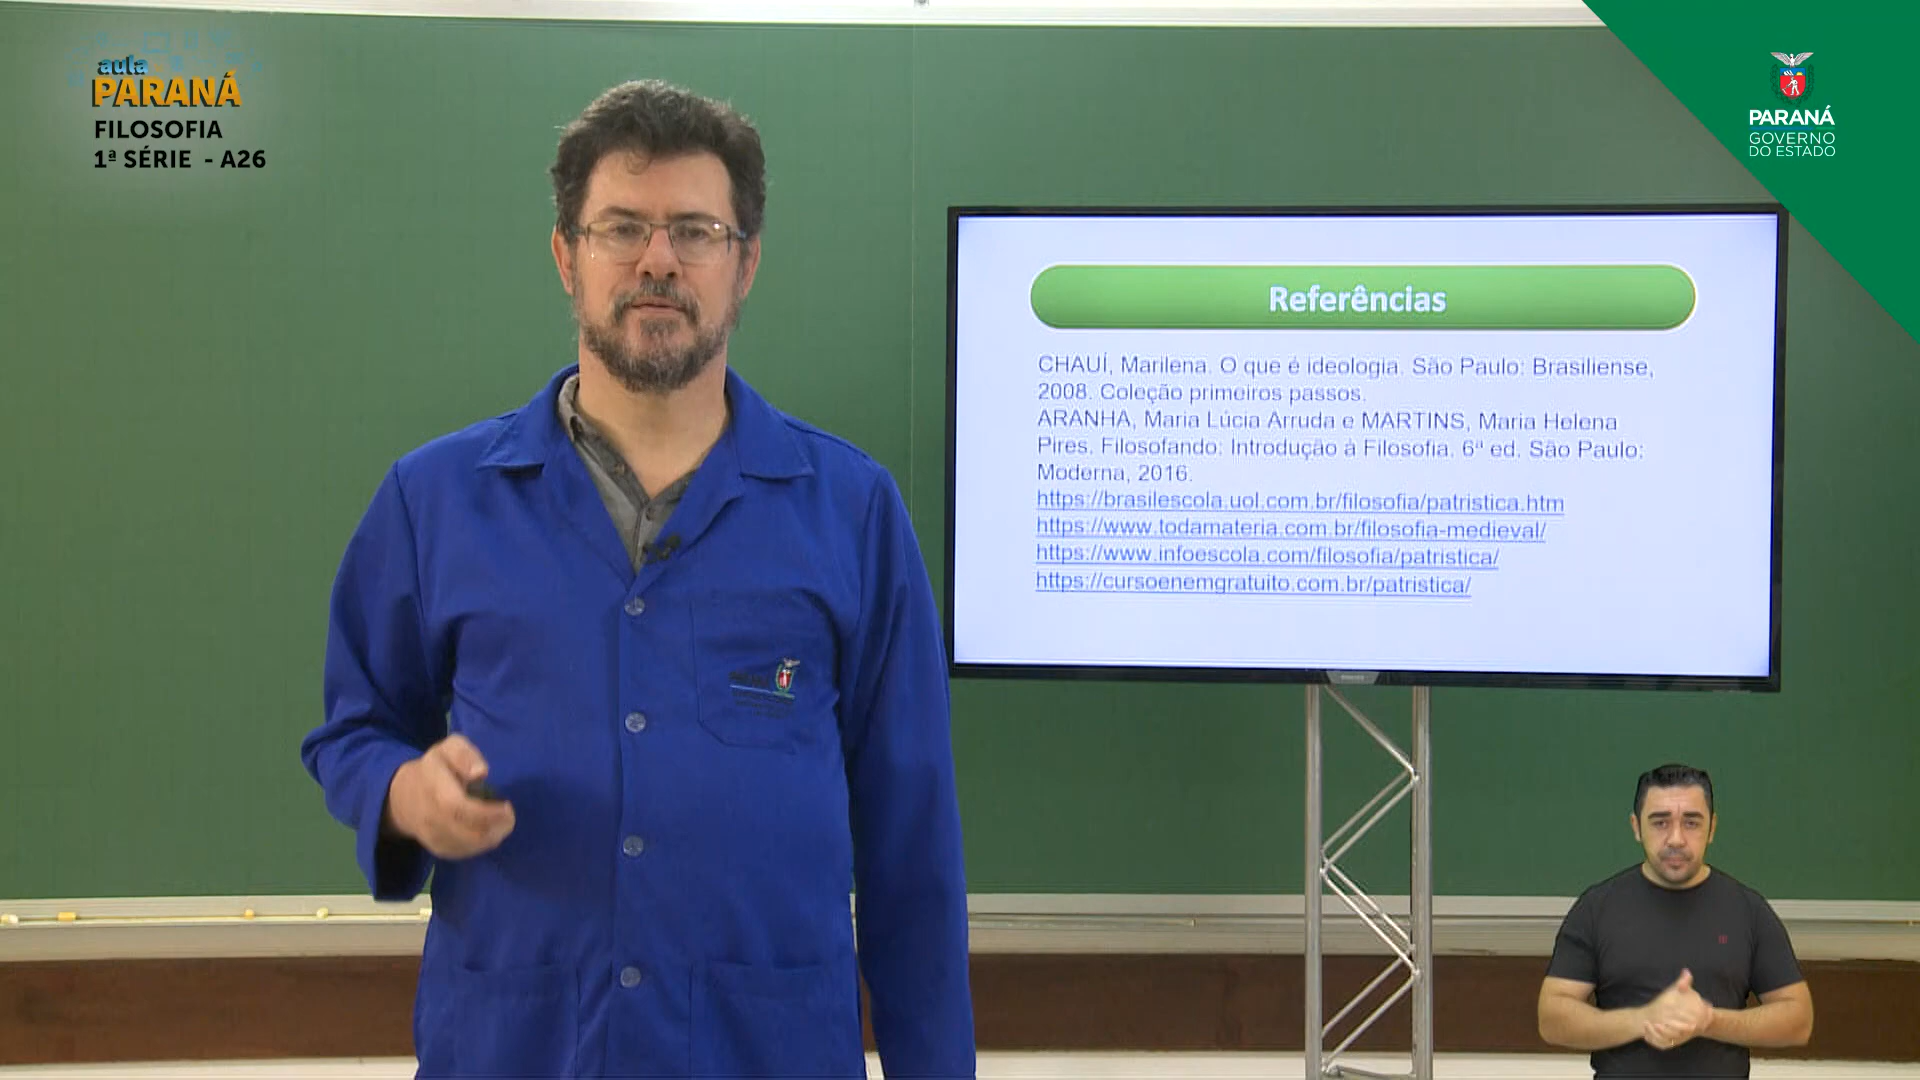 aula
PARANÁ
FILOSOFIA
1ª SÉRIE - A26
PARANÁ
GOVERNO
DO ESTADO
Referências
CHAUÍ, Marilena. O que é ideologia. São Paulo: Brasiliense,
2008. Coleção primeiros passos.
ARANHA, Maria Lúcia Arruda e MARTINS, Maria Helena
Pires. Filosofando: Introdução à Filosofia. 6ª ed. São Paulo:
Moderna, 2016.
https://brasilescola.uol.com.br/filosofia/patristica.htm
https://www.todamateria.com.br/filosofia-medieval/
https://www.infoescola.com/filosofia/patristica/
https://cursoenemgratuito.com.br/patristica/